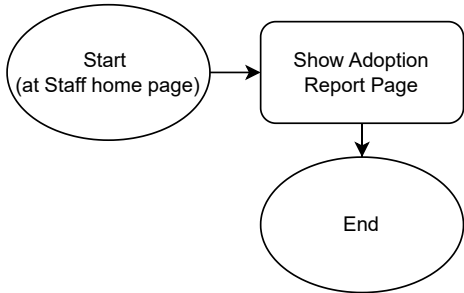 Start
(at Staff home page)
Show Adoption
Report Page
End